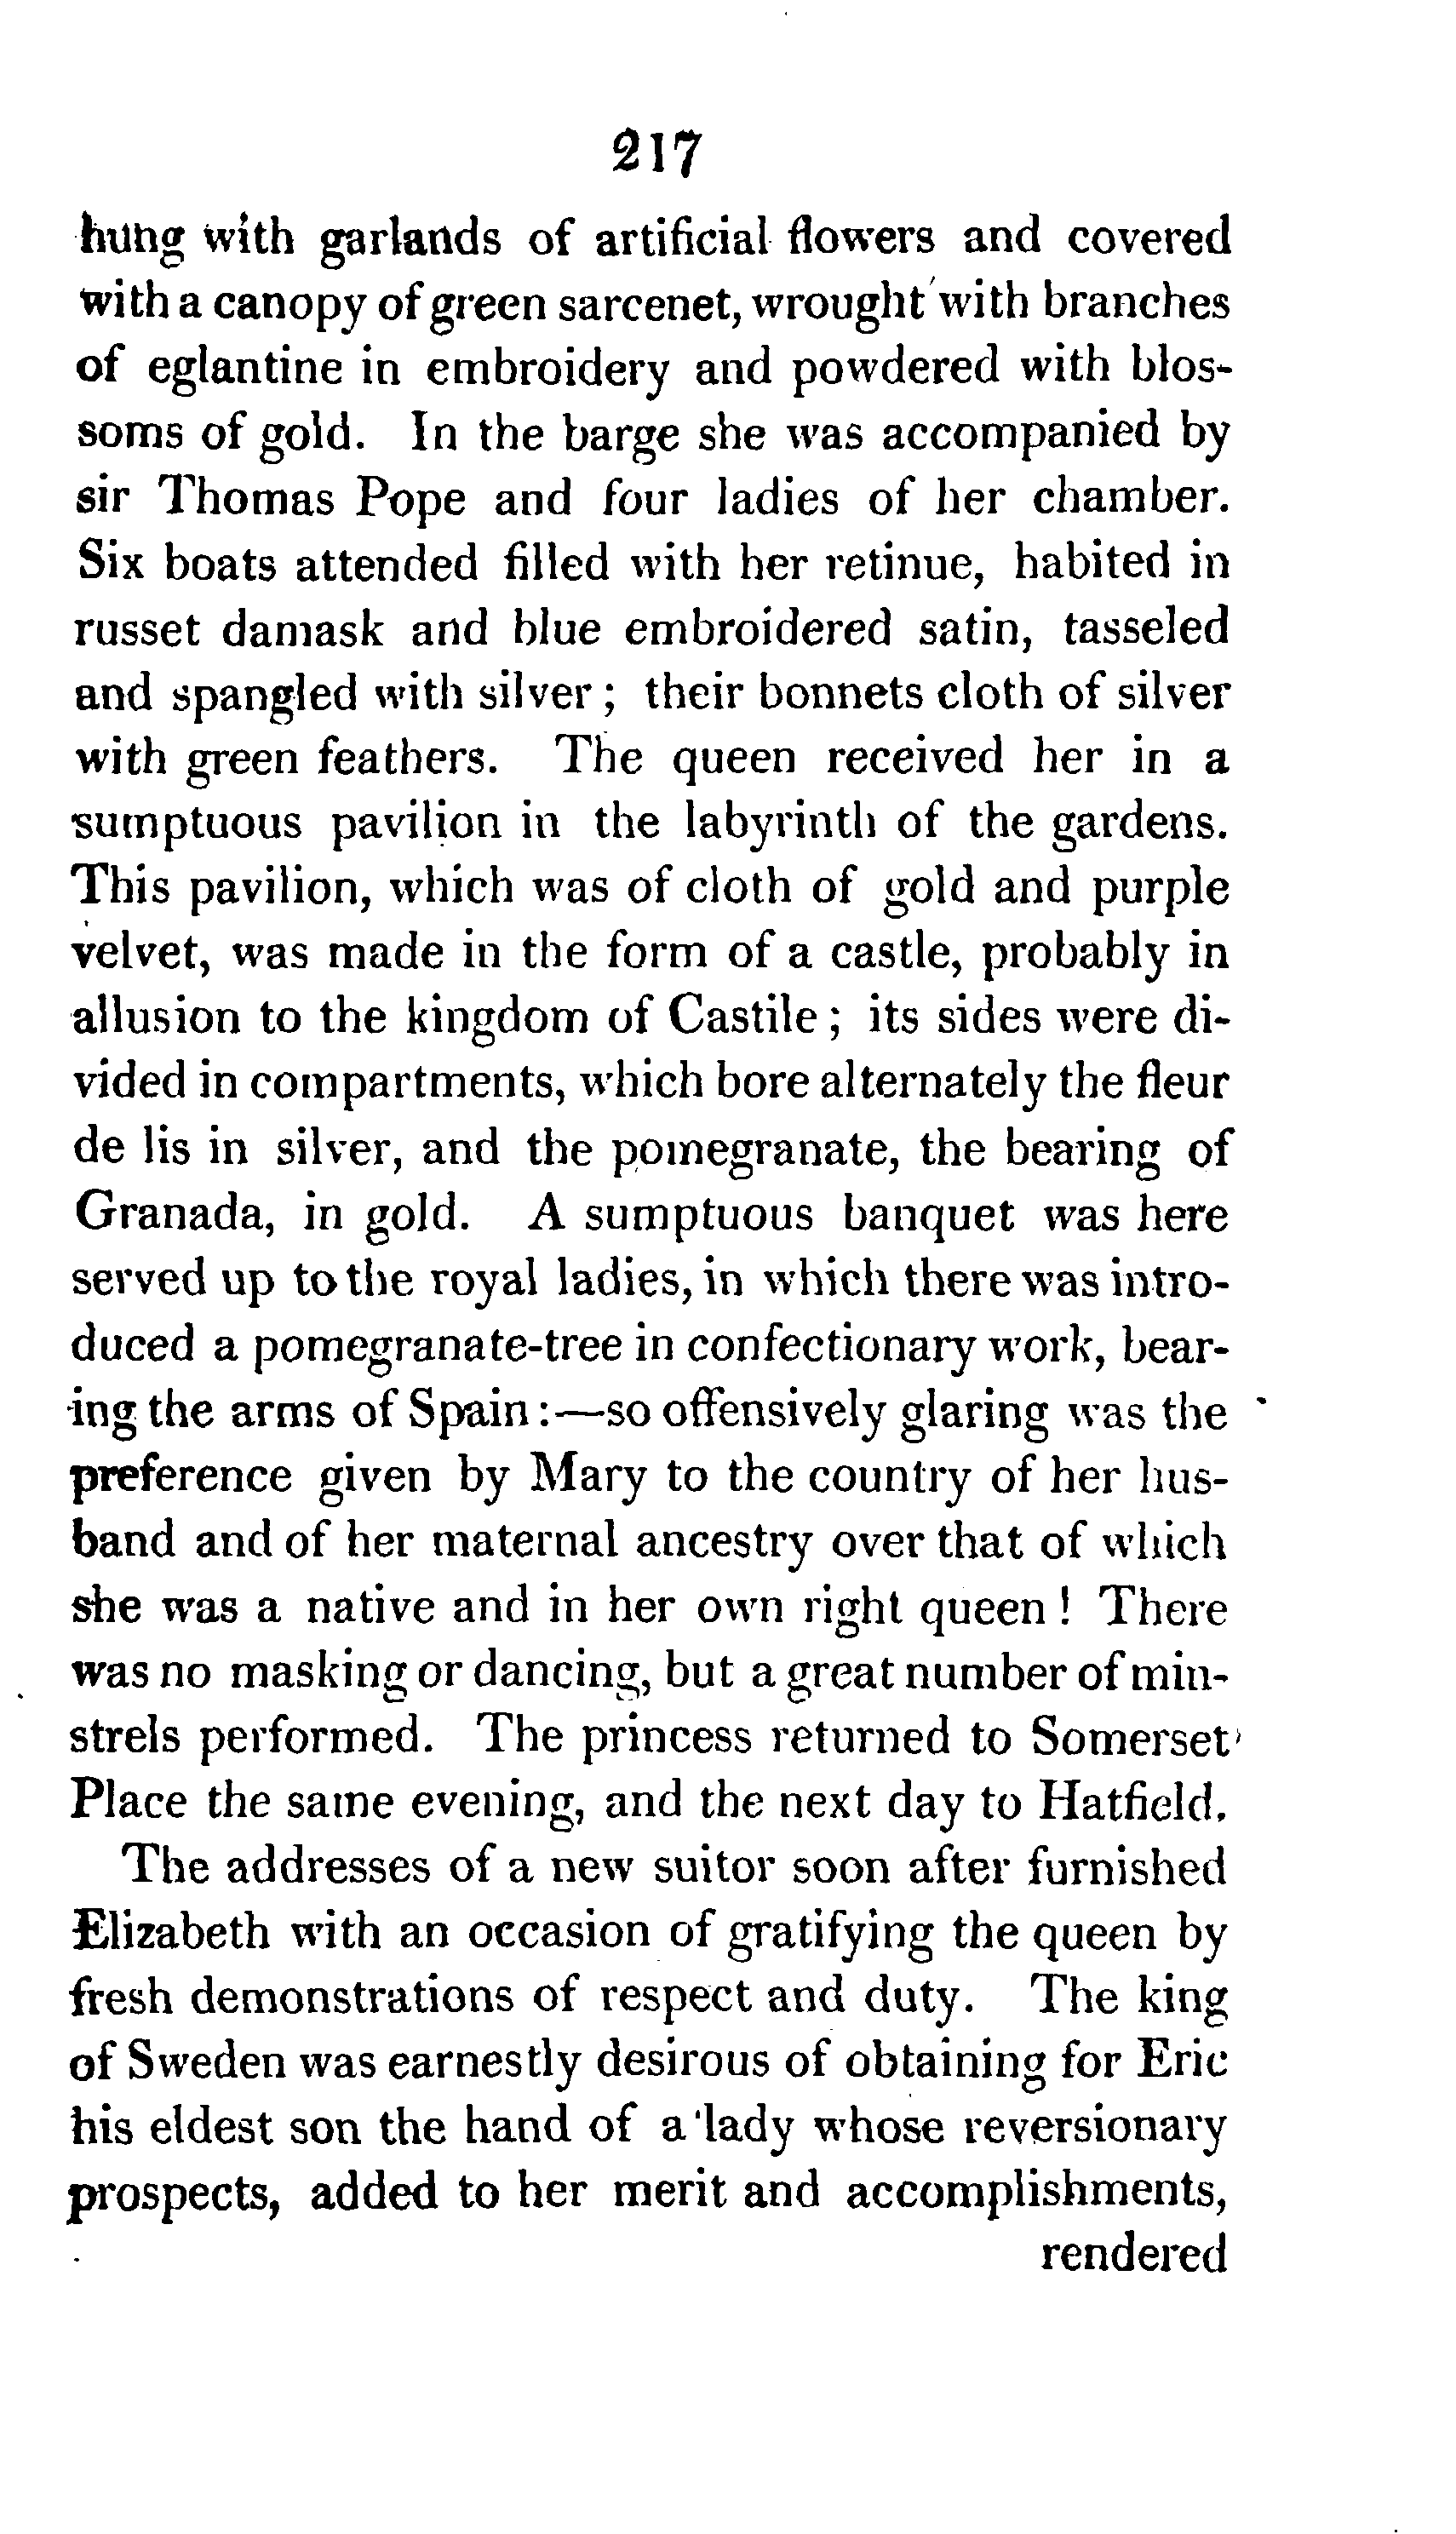 217
hung with garlands of artificial flowers and covered
with a canopy of green sarcenet, wrought with branches
of eglantine in embroidery and powdered with blos-
soms of gold. In the barge she was accompanied by
sir Thomas Pope and four ladies of her chamber.
Six boats attended filled with her retinue, habited in
russet damask and blue embroidered satin, tasseled
and spangled with silver ; their bonnets cloth of silver
with green feathers. The queen received her in a
sumptuous pavilion in the labyrinth of the gardens.
This pavilion, which was of cloth of gold and purple
velvet, was made in the form of a castle, probably in
allusion to the kingdom of Castile ; its sides were di-
vided in compartments, which bore alternately the fleur
de lis in silver, and the pomegranate, the bearing of
Granada, in gold. A sumptuous banquet was here
served up to the royal ladies, in which there was intro-
duced a pomegranate-tree in confectionary work, bear-
ing the arms of Spain :—so offensively glaring was the
preference given by Mary to the country of her hus-
band and of her maternal ancestry over that of which
she was a native and in her own right queen ! There
was no masking or dancing, but a great number of min-
strels performed. The princess returned to Somerset
Place the same evening, and the next day to Hatfield.
The addresses of a new suitor soon after furnished
Elizabeth with an occasion of gratifying the queen by
fresh demonstrations of respect and duty. The king
of Sweden was earnestly desirous of obtaining for Eric
his eldest son the hand of a lady whose reversionary
prospects, added to her merit and accomplishments,
rendered